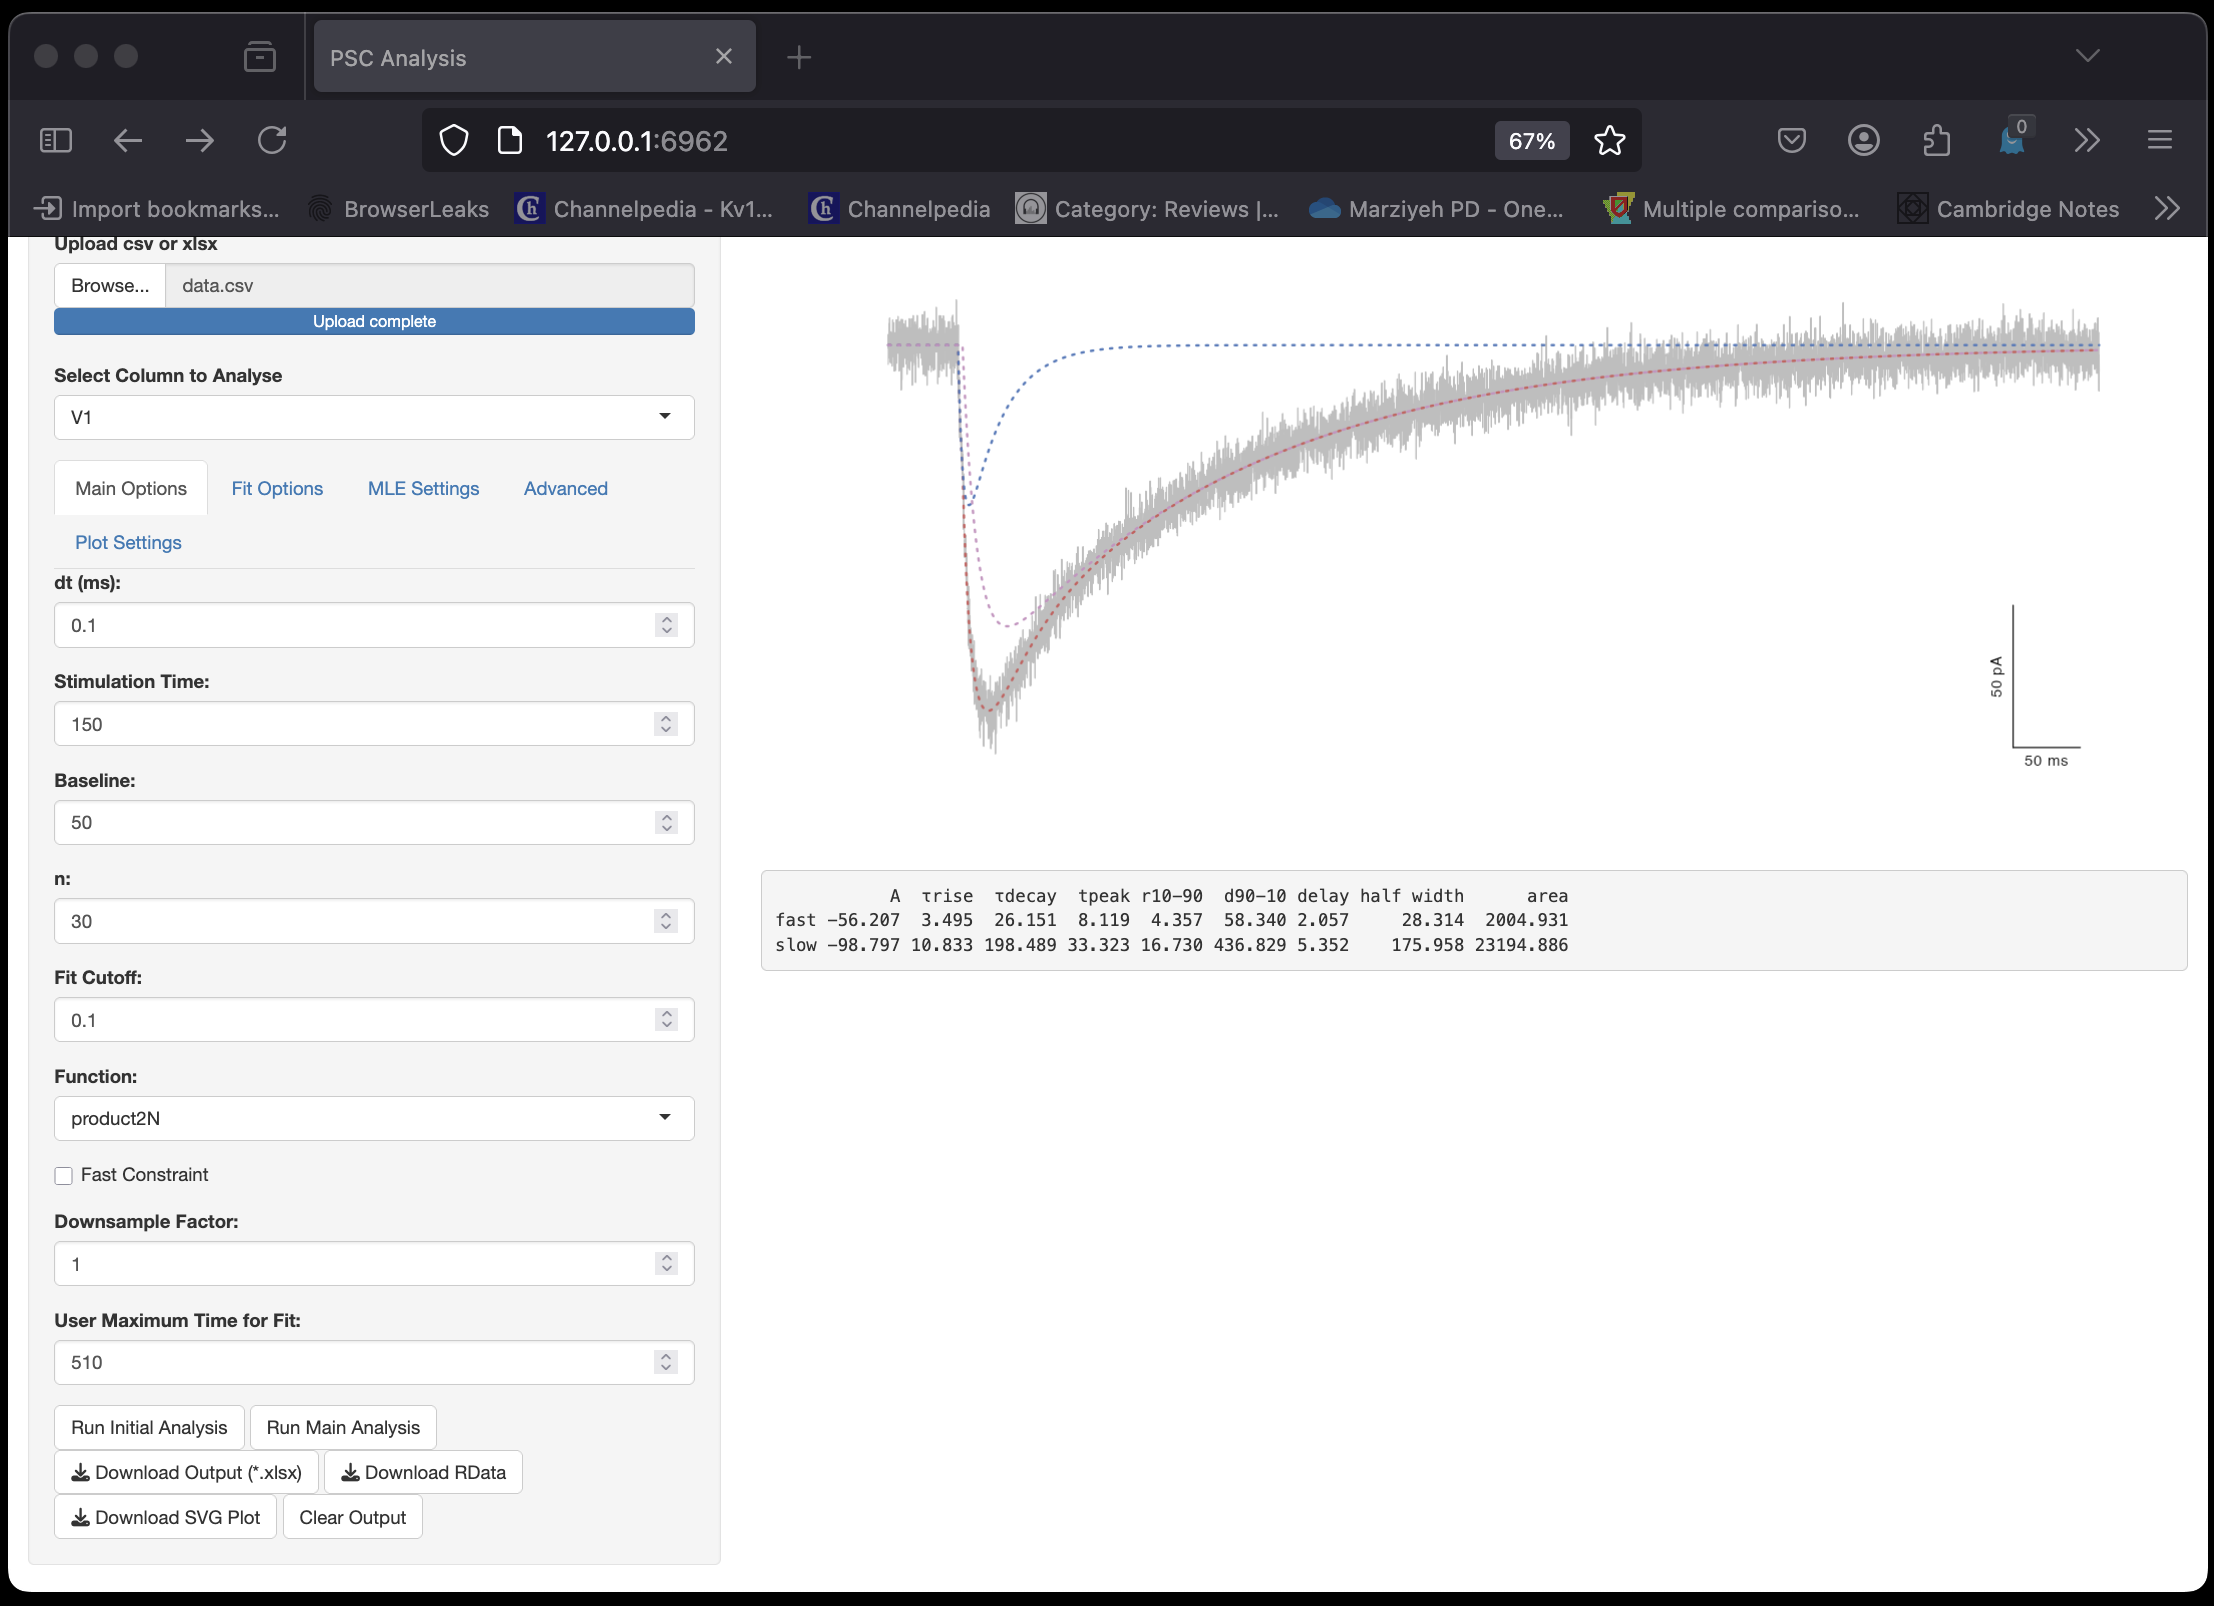 PSC Analysis
127.0.0.1:6962
67%
0
Import bookmarks...
BrowserLeaks
Channelpedia - Kv1...
Channelpedia
Category: Reviews |...
Marziyeh PD - One...
Multiple compariso...
Cambridge Notes
Upload csv or xlsx
Browse... data.csv
Upload complete
Select Column to Analyse
V1
Main Options Fit Options MLE Settings Advanced
Plot Settings
dt (ms):
0.1
Stimulation Time:
150
Baseline:
50
n:
30
Fit Cutoff:
0.1
Function:
product2N
Fast Constraint
Downsample Factor:
1
User Maximum Time for Fit:
510
Run Initial Analysis Run Main Analysis
Download Output (*.xlsx) Download RData
Download SVG Plot Clear Output
50 pA
50 ms
A τrise τdecay tpeak r10-90 d90-10 delay half width area
fast -56.207 3.495 26.151 8.119 4.357 58.340 2.057 28.314 2004.931
slow -98.797 10.833 198.489 33.323 16.730 436.829 5.352 175.958 23194.886